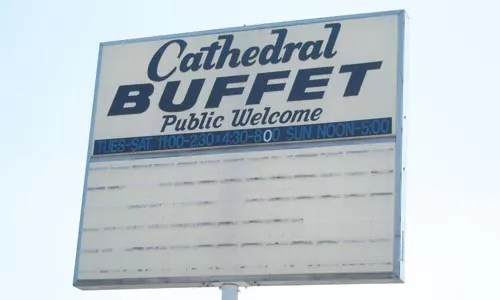 Cathedral
BUFFET
Public Welcome
TUES-SAT 11:00-2:30•4:30-8:00 SUN NOON-5:00